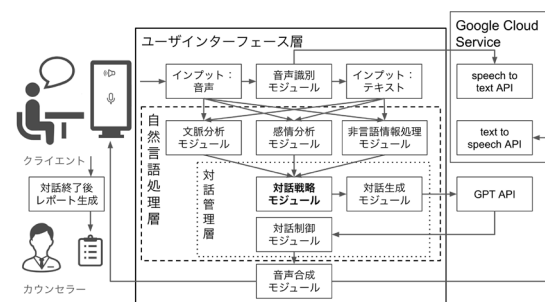 ユーザインターフェース層
Google Cloud
Service
インプット：
音声
音声識別
モジュール
インプット：
テキスト
speech to
text API
自然言語処理層
文脈分析
モジュール
感情分析
モジュール
非言語情報処理
モジュール
text to
speech API
クライエント
対話終了後
レポート生成
対話管理層
対話戦略
モジュール
対話生成
モジュール
GPT API
対話制御
モジュール
カウンセラー
音声合成
モジュール